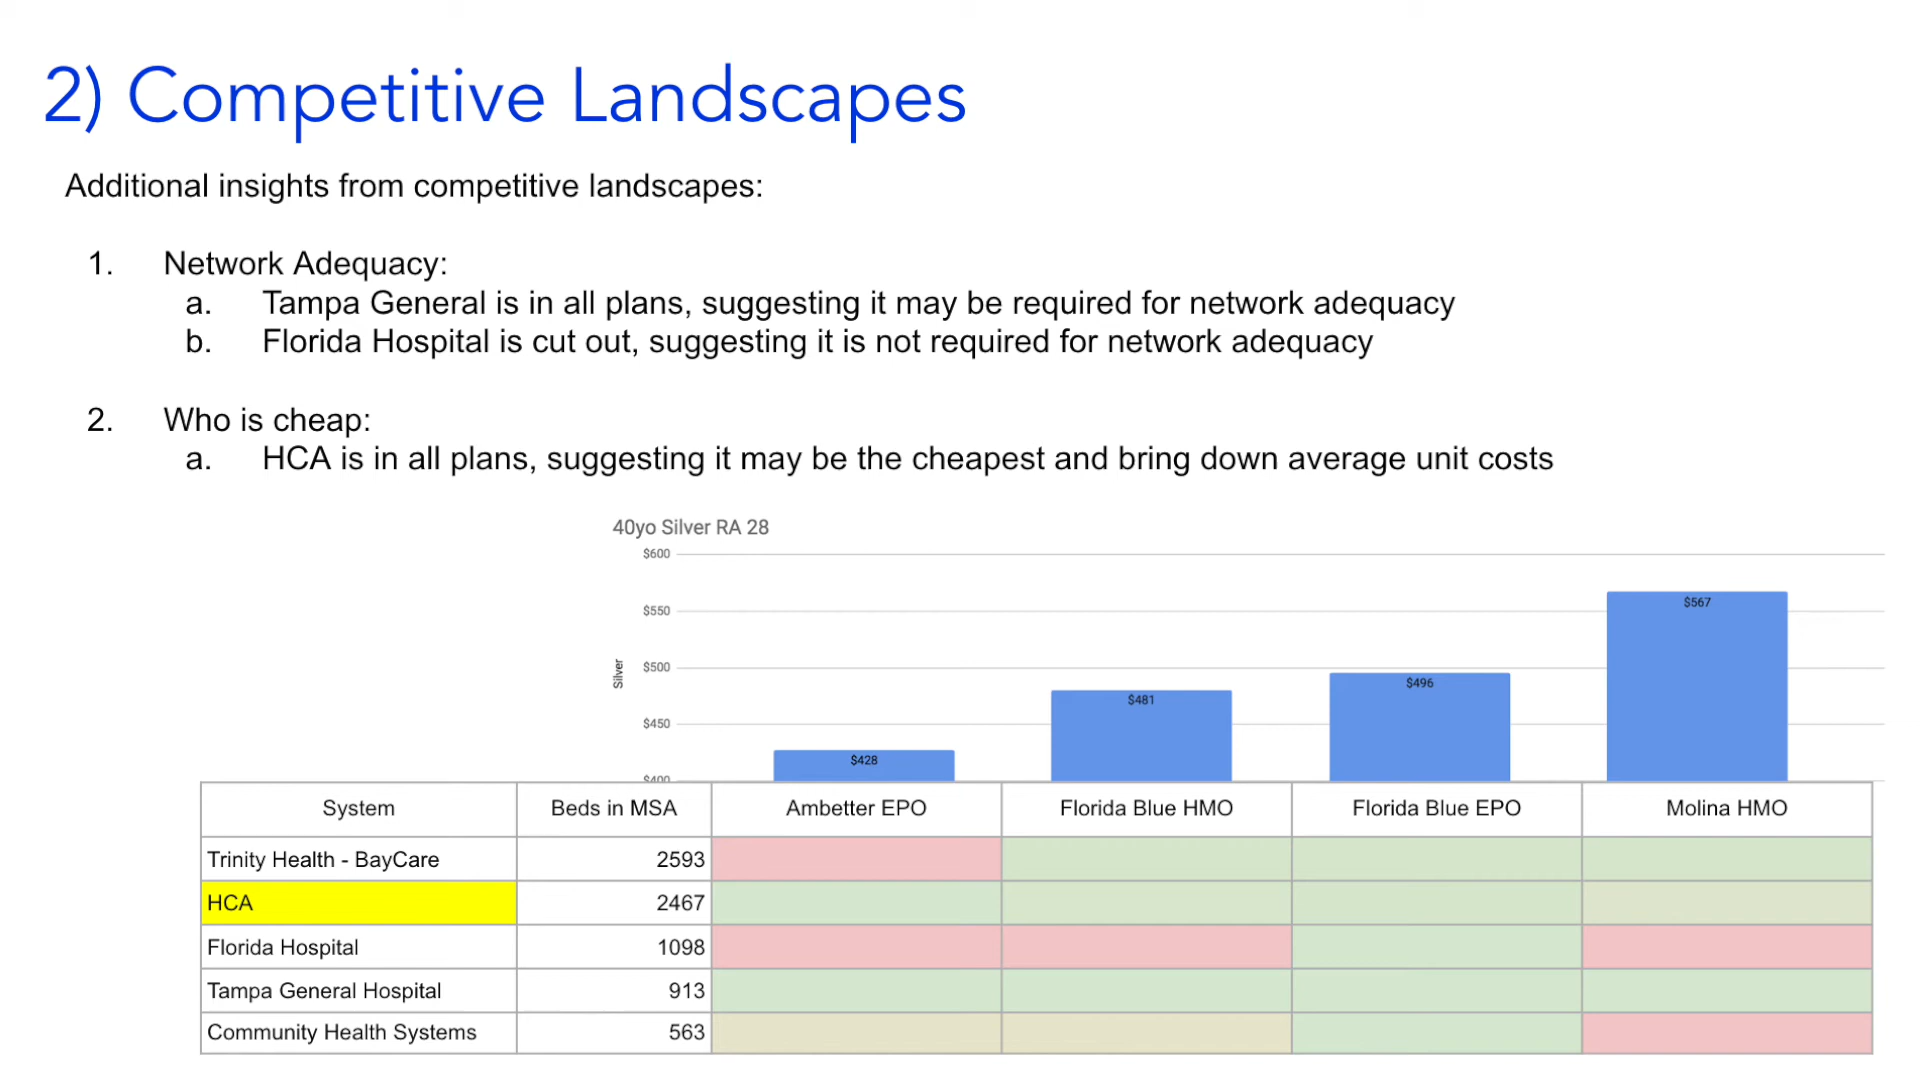 2) Competitive Landscapes
Additional insights from competitive landscapes:
1. Network Adequacy:
a. Tampa General is in all plans, suggesting it may be required for network adequacy
b. Florida Hospital is cut out, suggesting it is not required for network adequacy
2. Who is cheap:
a. HCA is in all plans, suggesting it may be the cheapest and bring down average unit costs
40yo Silver RA 28
$600
$550
$500
$450
$400
Silver
$428
$481
$496
$567
System Beds in MSA Ambetter EPO Florida Blue HMO Florida Blue EPO Molina HMO
Trinity Health - BayCare 2593
HCA 2467
Florida Hospital 1098
Tampa General Hospital 913
Community Health Systems 563